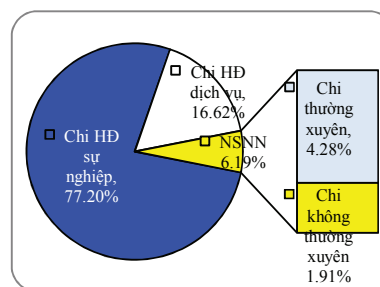 Chi HĐ
sự
nghiệp,
77.20%
Chi HĐ
dịch vụ,
16.62%
NSNN
6.19%
Chi
thường
xuyên,
4.28%
Chi
không
thường
xuyên
1.91%